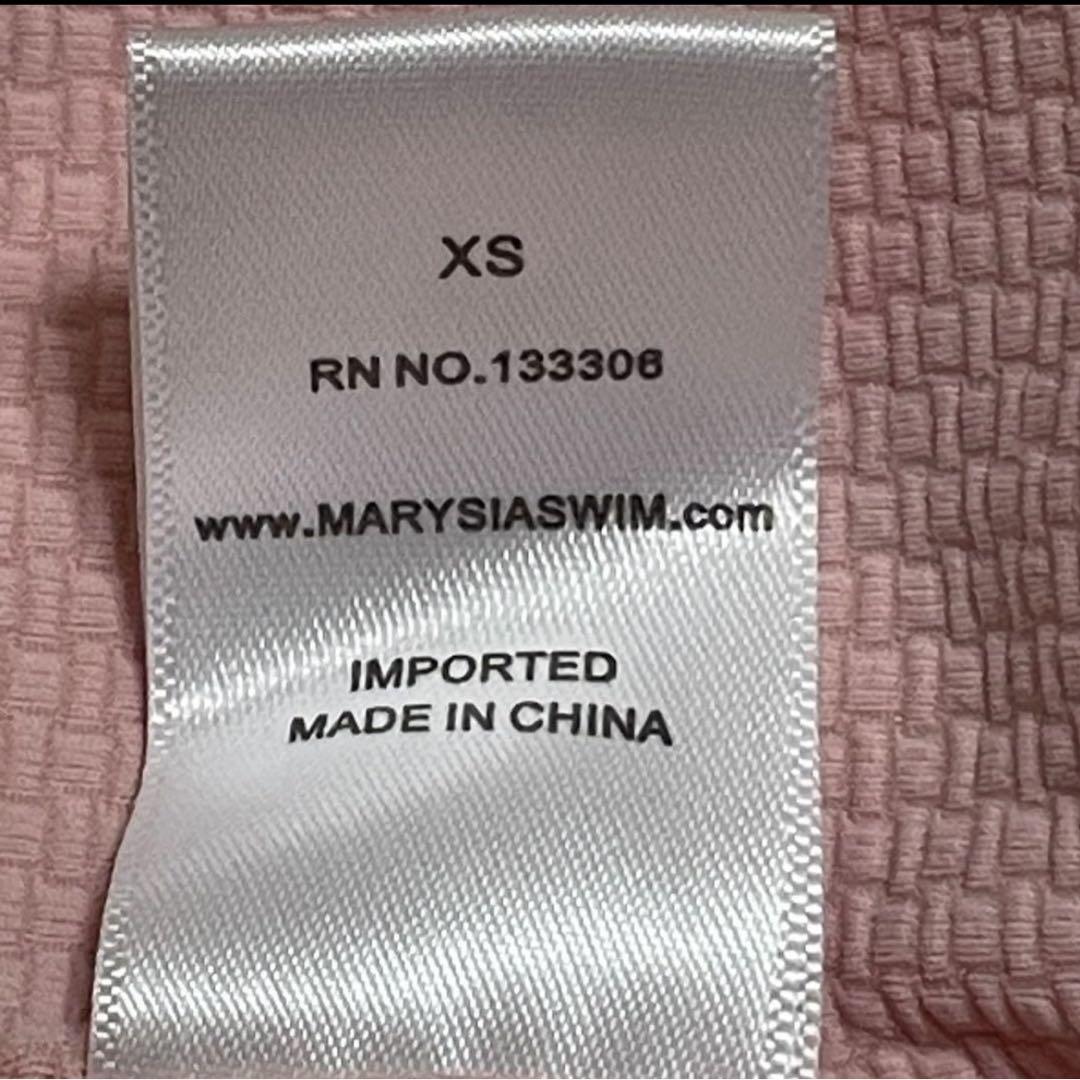 XS
RN NO.133306
www.MARYSIASWIM.com
IMPORTED
MADE IN CHINA